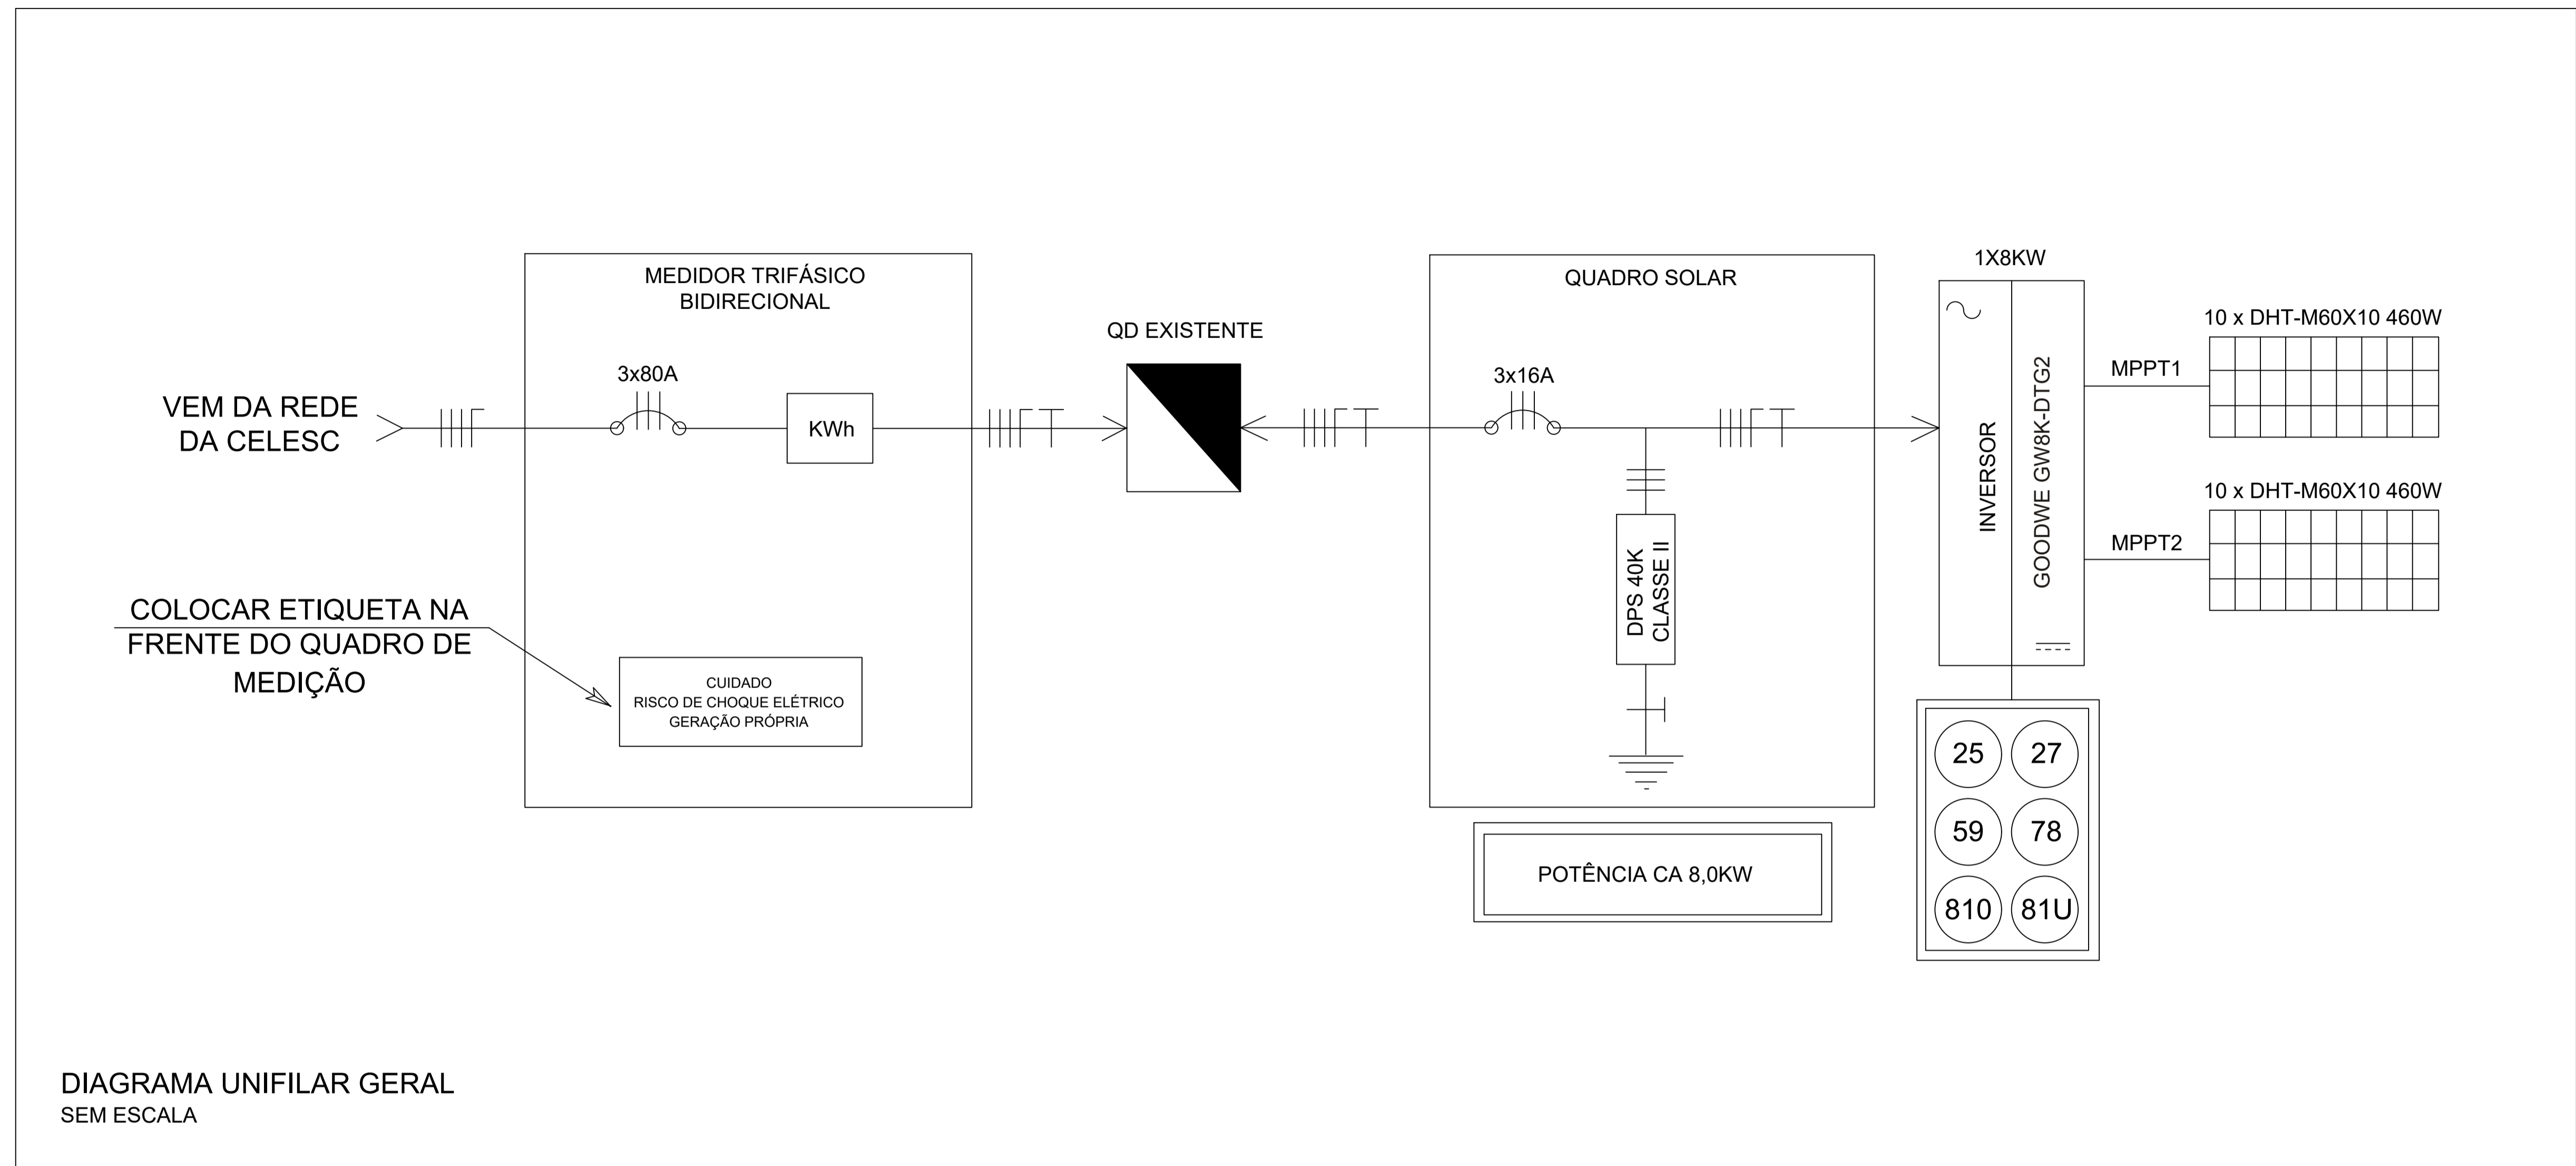 VEM DA REDE
DA CELESC
MEDIDOR TRIFÁSICO
BIDIRECIONAL
3x80A
KWh
COLOCAR ETIQUETA NA
FRENTE DO QUADRO DE
MEDIÇÃO
CUIDADO
RISCO DE CHOQUE ELÉTRICO
GERAÇÃO PRÓPRIA
QD EXISTENTE
QUADRO SOLAR
3x16A
DPS 40K
CLASSE II
POTÊNCIA CA 8,0KW
1X8KW
INVERSOR
GOODWE GW8K-DTG2
MPPT1
10 x DHT-M60X10 460W
MPPT2
10 x DHT-M60X10 460W
25 27
59 78
810 81U
DIAGRAMA UNIFILAR GERAL
SEM ESCALA